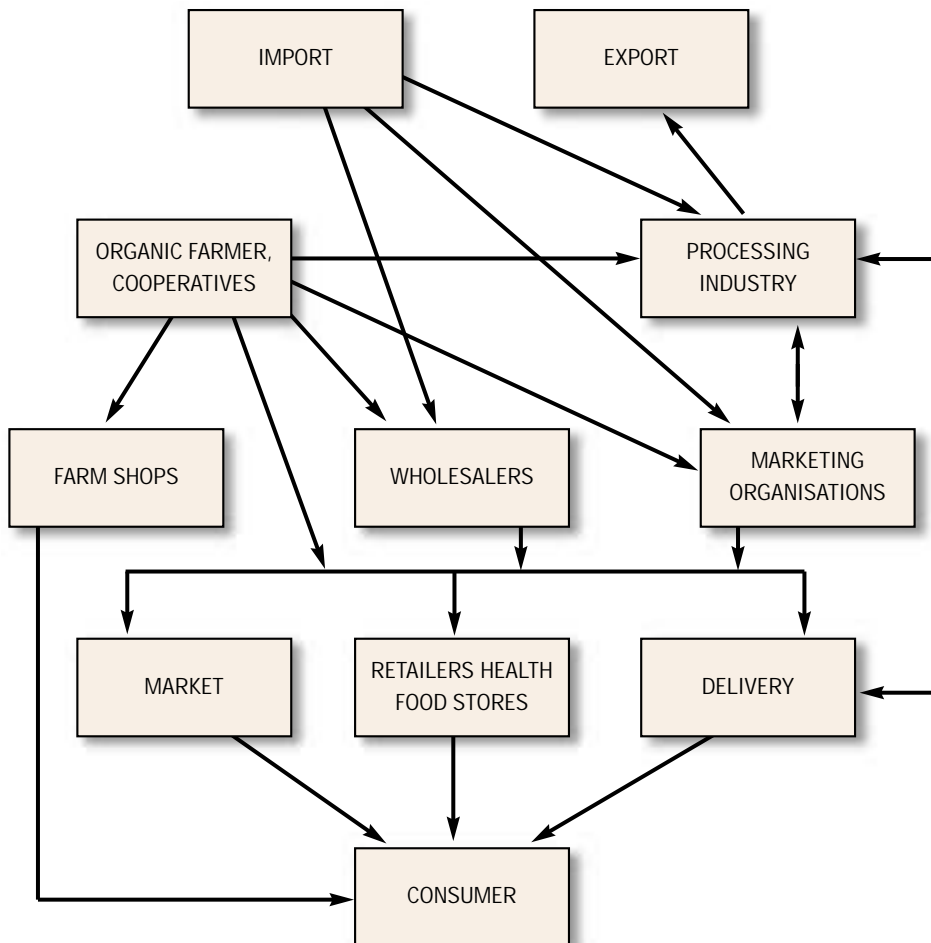 IMPORT
EXPORT
ORGANIC FARMER,
COOPERATIVES
PROCESSING
INDUSTRY
FARM SHOPS
WHOLESALERS
MARKETING
ORGANISATIONS
MARKET
RETAILERS HEALTH
FOOD STORES
DELIVERY
CONSUMER